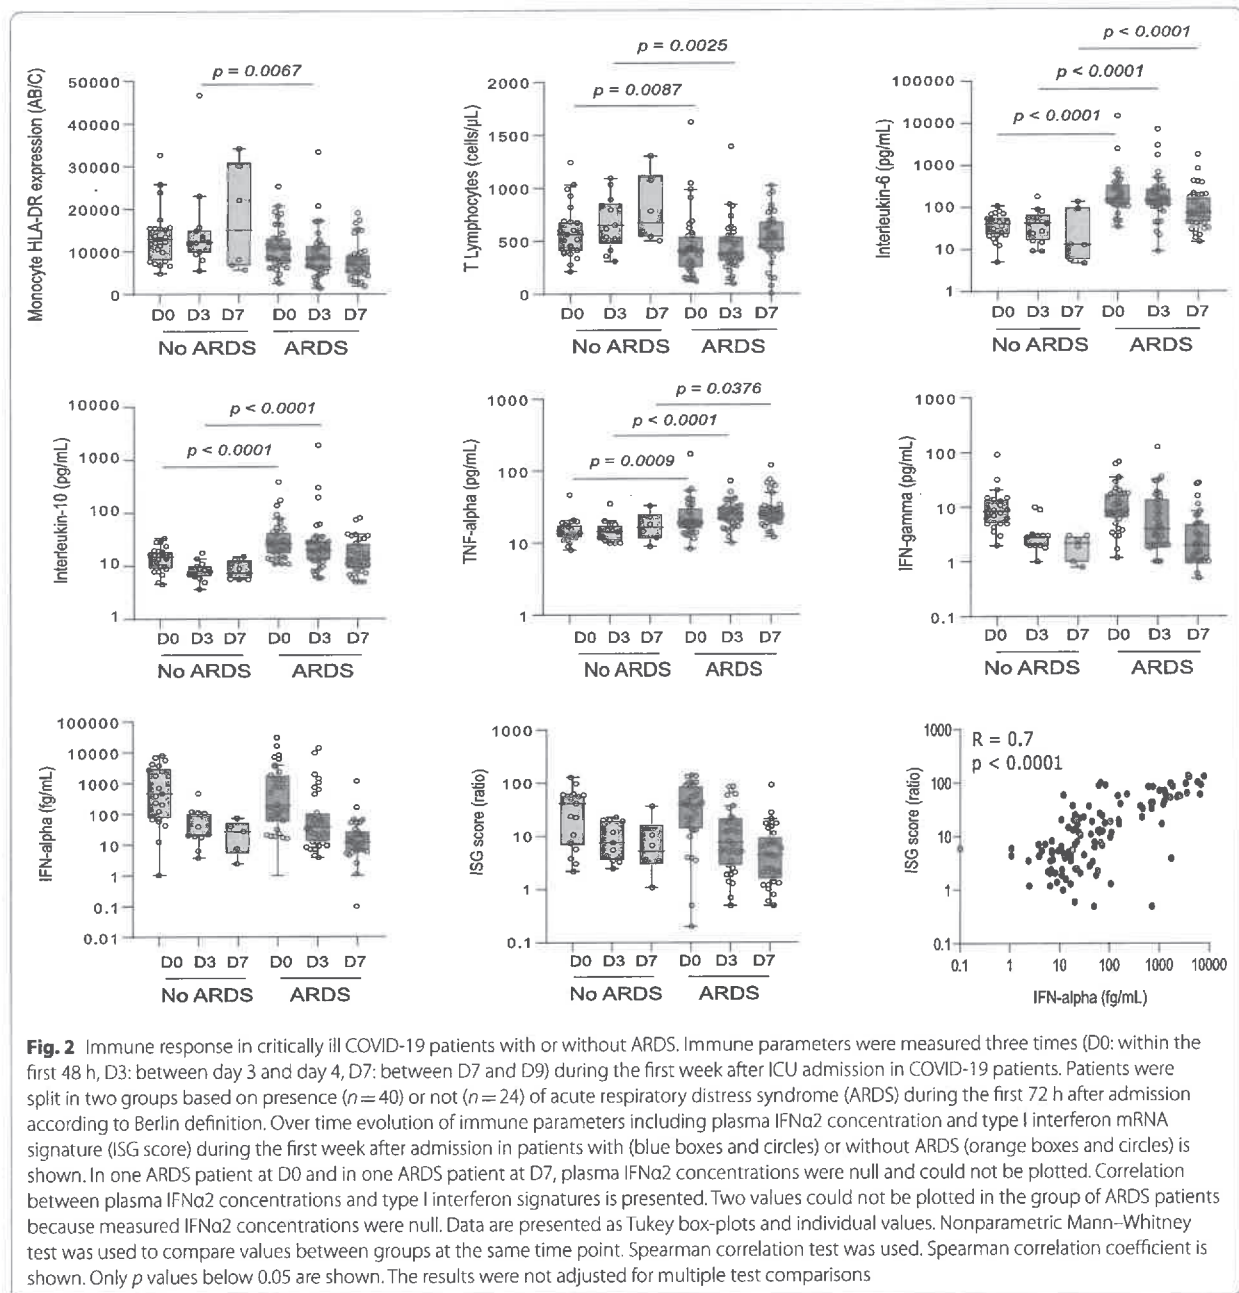 p = 0.0067
Monocyte HLA-DR expression (AB/C)
50000
40000
30000
20000
10000
0
D0 D3 D7 D0 D3 D7
No ARDS ARDS
p = 0.0025
p = 0.0087
T Lymphocytes (cells/µL)
2000
1500
1000
500
0
D0 D3 D7 D0 D3 D7
No ARDS ARDS
p < 0.0001
p < 0.0001
p < 0.0001
Interleukin-6 (pg/mL)
100000
10000
1000
100
10
1
D0 D3 D7 D0 D3 D7
No ARDS ARDS
p < 0.0001
p < 0.0001
Interleukin-10 (pg/mL)
10000
1000
100
10
1
D0 D3 D7 D0 D3 D7
No ARDS ARDS
p = 0.0376
p < 0.0001
p = 0.0009
TNF-alpha (pg/mL)
1000
100
10
1
D0 D3 D7 D0 D3 D7
No ARDS ARDS
IFN-gamma (pg/mL)
1000
100
10
1
0.1
D0 D3 D7 D0 D3 D7
No ARDS ARDS
IFN-alpha (fg/mL)
100000
10000
1000
100
10
1
0.1
0.01
D0 D3 D7 D0 D3 D7
No ARDS ARDS
ISG score (ratio)
1000
100
10
1
0.1
D0 D3 D7 D0 D3 D7
No ARDS ARDS
R = 0.7
p < 0.0001
ISG score (ratio)
1000
100
10
1
0.1
0.1 1 10 100 1000 10000
IFN-alpha (fg/mL)
Fig. 2 Immune response in critically ill COVID-19 patients with or without ARDS. Immune parameters were measured three times (D0: within the
first 48 h, D3: between day 3 and day 4, D7: between D7 and D9) during the first week after ICU admission in COVID-19 patients. Patients were
split in two groups based on presence (n = 40) or not (n = 24) of acute respiratory distress syndrome (ARDS) during the first 72 h after admission
according to Berlin definition. Over time evolution of immune parameters including plasma IFNα2 concentration and type I interferon mRNA
signature (ISG score) during the first week after admission in patients with (blue boxes and circles) or without ARDS (orange boxes and circles) is
shown. In one ARDS patient at D0 and in one ARDS patient at D7, plasma IFNα2 concentrations were null and could not be plotted. Correlation
between plasma IFNα2 concentrations and type I interferon signatures is presented. Two values could not be plotted in the group of ARDS patients
because measured IFNα2 concentrations were null. Data are presented as Tukey box-plots and individual values. Nonparametric Mann–Whitney
test was used to compare values between groups at the same time point. Spearman correlation test was used. Spearman correlation coefficient is
shown. Only p values below 0.05 are shown. The results were not adjusted for multiple test comparisons